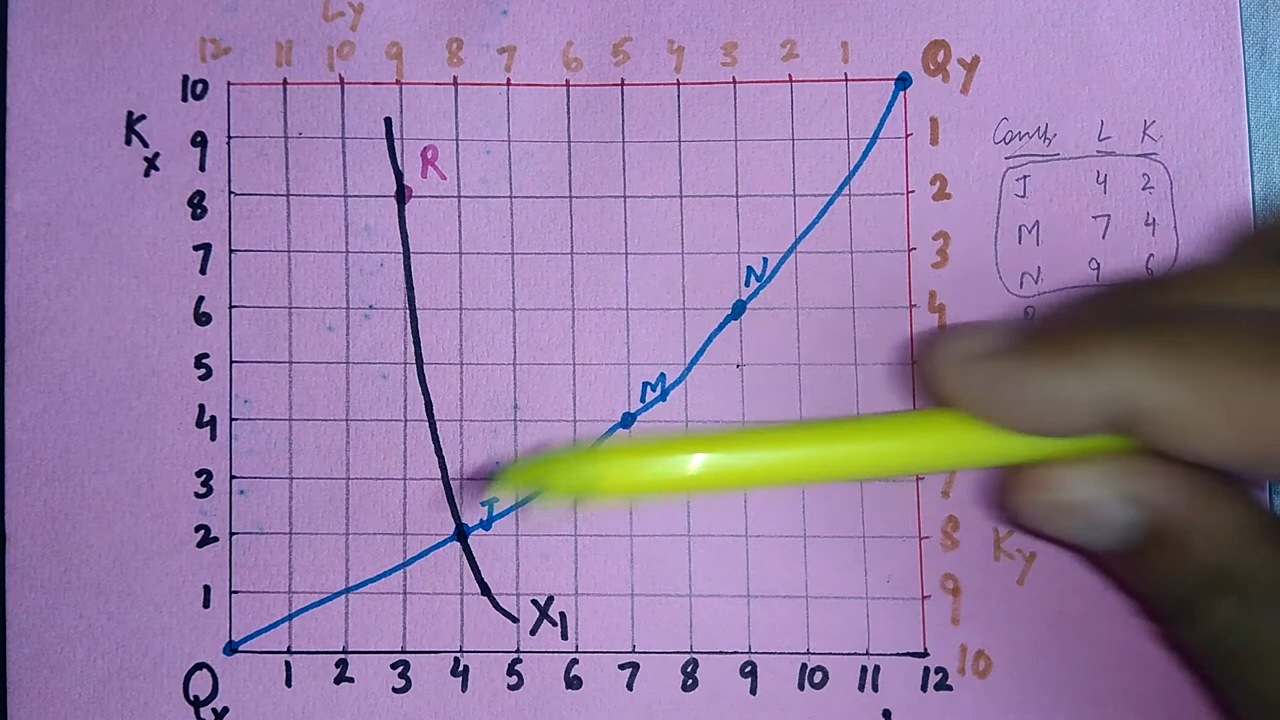 Ly
12 11 10 9 8 7 6 5 4 3 2 1 Qy
10
Kx 9 1
R
8 2
7 3
N
6 4
5
M
4
3 7
J
2 8 Ky
1 9
X1
10
Qx 1 2 3 4 5 6 7 8 9 10 11 12
Comb L K
J 4 2
M 7 4
N 9 6